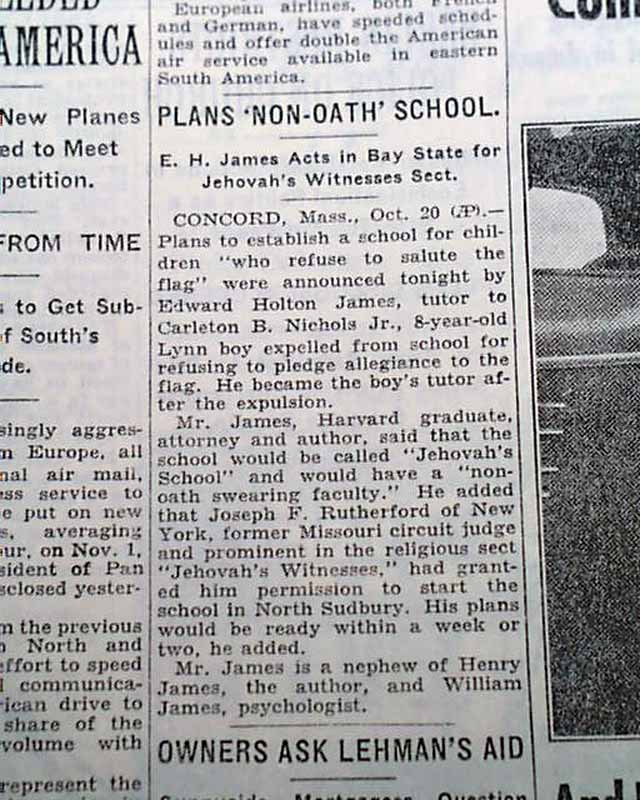 AMERICA
New Planes
ed to Meet
petition.
FROM TIME
s to Get Sub-
f South's
de.
singly aggres-
m Europe, all
nal air mail,
ess service to
e put on new
s, averaging
our, on Nov. 1,
sident of Pan
sclosed yester-
m the previous
North and
effort to speed
l communica-
rican drive to
share of the
volume with
represent the
European airlines, both French
and German, have speeded sched-
ules and offer double the American
air service available in eastern
South America.
PLANS 'NON-OATH' SCHOOL.
E. H. James Acts in Bay State for
Jehovah's Witnesses Sect.
CONCORD, Mass., Oct. 20 (AP).—
Plans to establish a school for chil-
dren "who refuse to salute the
flag" were announced tonight by
Edward Holton James, tutor to
Carleton B. Nichols Jr., 8-year-old
Lynn boy expelled from school for
refusing to pledge allegiance to the
flag. He became the boy's tutor af-
ter the expulsion.
Mr. James, Harvard graduate,
attorney and author, said that the
school would be called "Jehovah's
School" and would have a "non-
oath swearing faculty." He added
that Joseph F. Rutherford of New
York, former Missouri circuit judge
and prominent in the religious sect
"Jehovah's Witnesses," had grant-
ed him permission to start the
school in North Sudbury. His plans
would be ready within a week or
two, he added.
Mr. James is a nephew of Henry
James, the author, and William
James, psychologist.
OWNERS ASK LEHMAN'S AID
Sunnyside Mortgagees Question